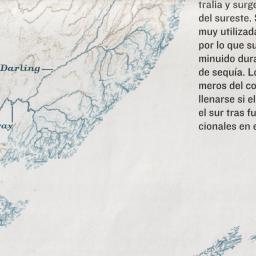 Darling
ay
tralia y surge
del sureste. S
muy utilizada
por lo que su
minuido dura
de sequía. Lo
meros del co
llenarse si el
el sur tras fu
cionales en e